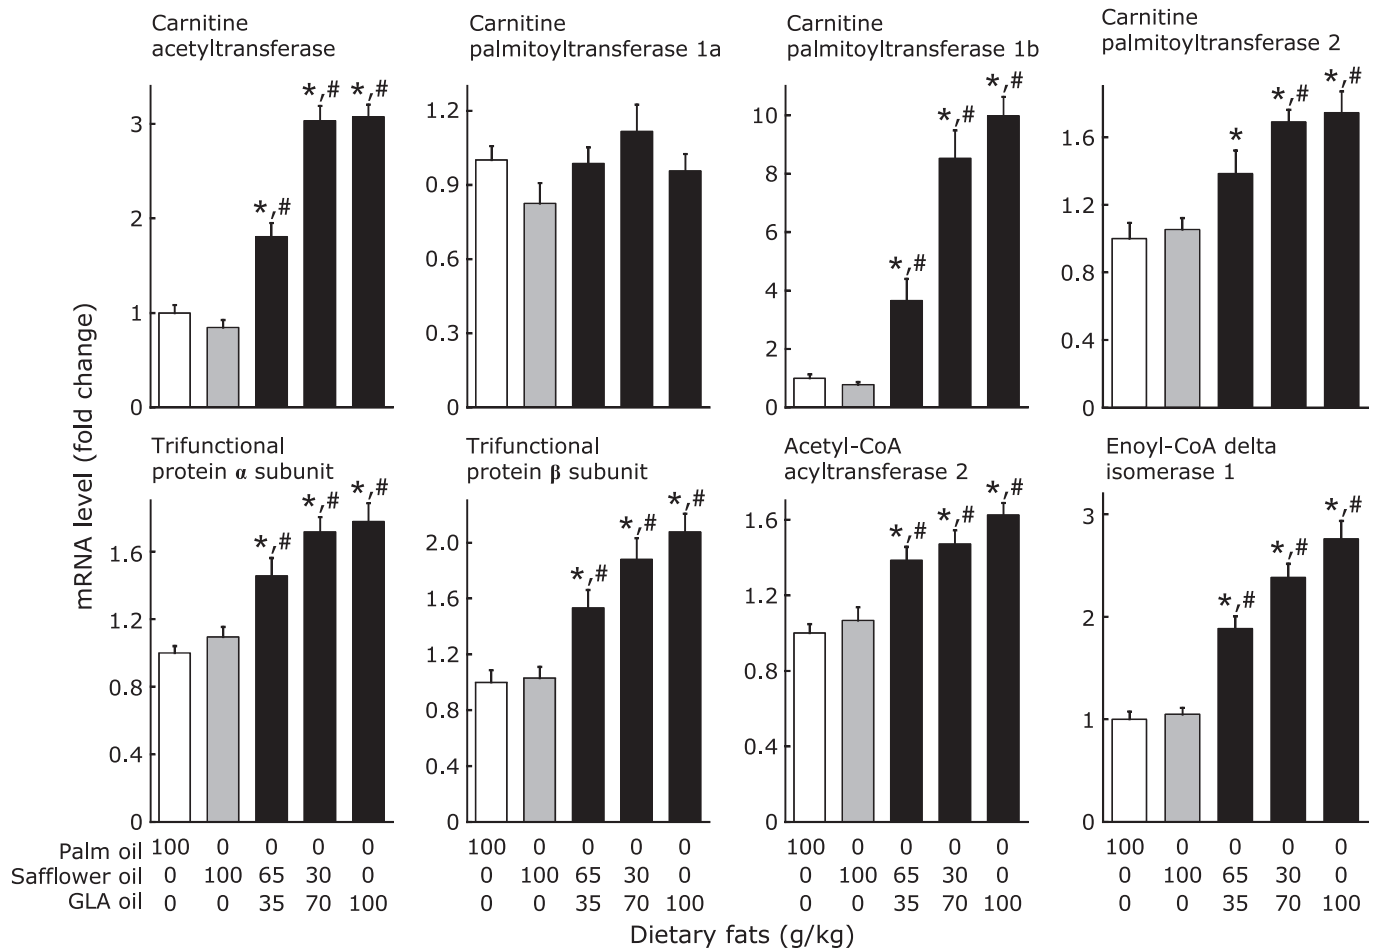 Carnitine
acetyltransferase
Carnitine
palmitoyltransferase 1a
Carnitine
palmitoyltransferase 1b
Carnitine
palmitoyltransferase 2
3
2
1
0
*,#
*,#
*,#
1.2
0.9
0.6
0.3
0
10
8
6
4
2
0
*,#
*,#
*,#
1.6
1.2
0.8
0.4
0
*
*,#
*,#
mRNA level (fold change)
Trifunctional
protein α subunit
Trifunctional
protein β subunit
Acetyl-CoA
acyltransferase 2
Enoyl-CoA delta
isomerase 1
1.6
1.2
0.8
0.4
0
*,#
*,#
*,#
2.0
1.6
1.2
0.8
0.4
0
*,#
*,#
*,#
1.6
1.2
0.8
0.4
0
*,#
*,#
*,#
3
2
1
0
*,#
*,#
*,#
Palm oil 100 0 0 0 0 100 0 0 0 0 100 0 0 0 0 100 0 0 0 0
Safflower oil 0 100 65 30 0 0 100 65 30 0 0 100 65 30 0 0 100 65 30 0
GLA oil 0 0 35 70 100 0 0 35 70 100 0 0 35 70 100 0 0 35 70 100
Dietary fats (g/kg)